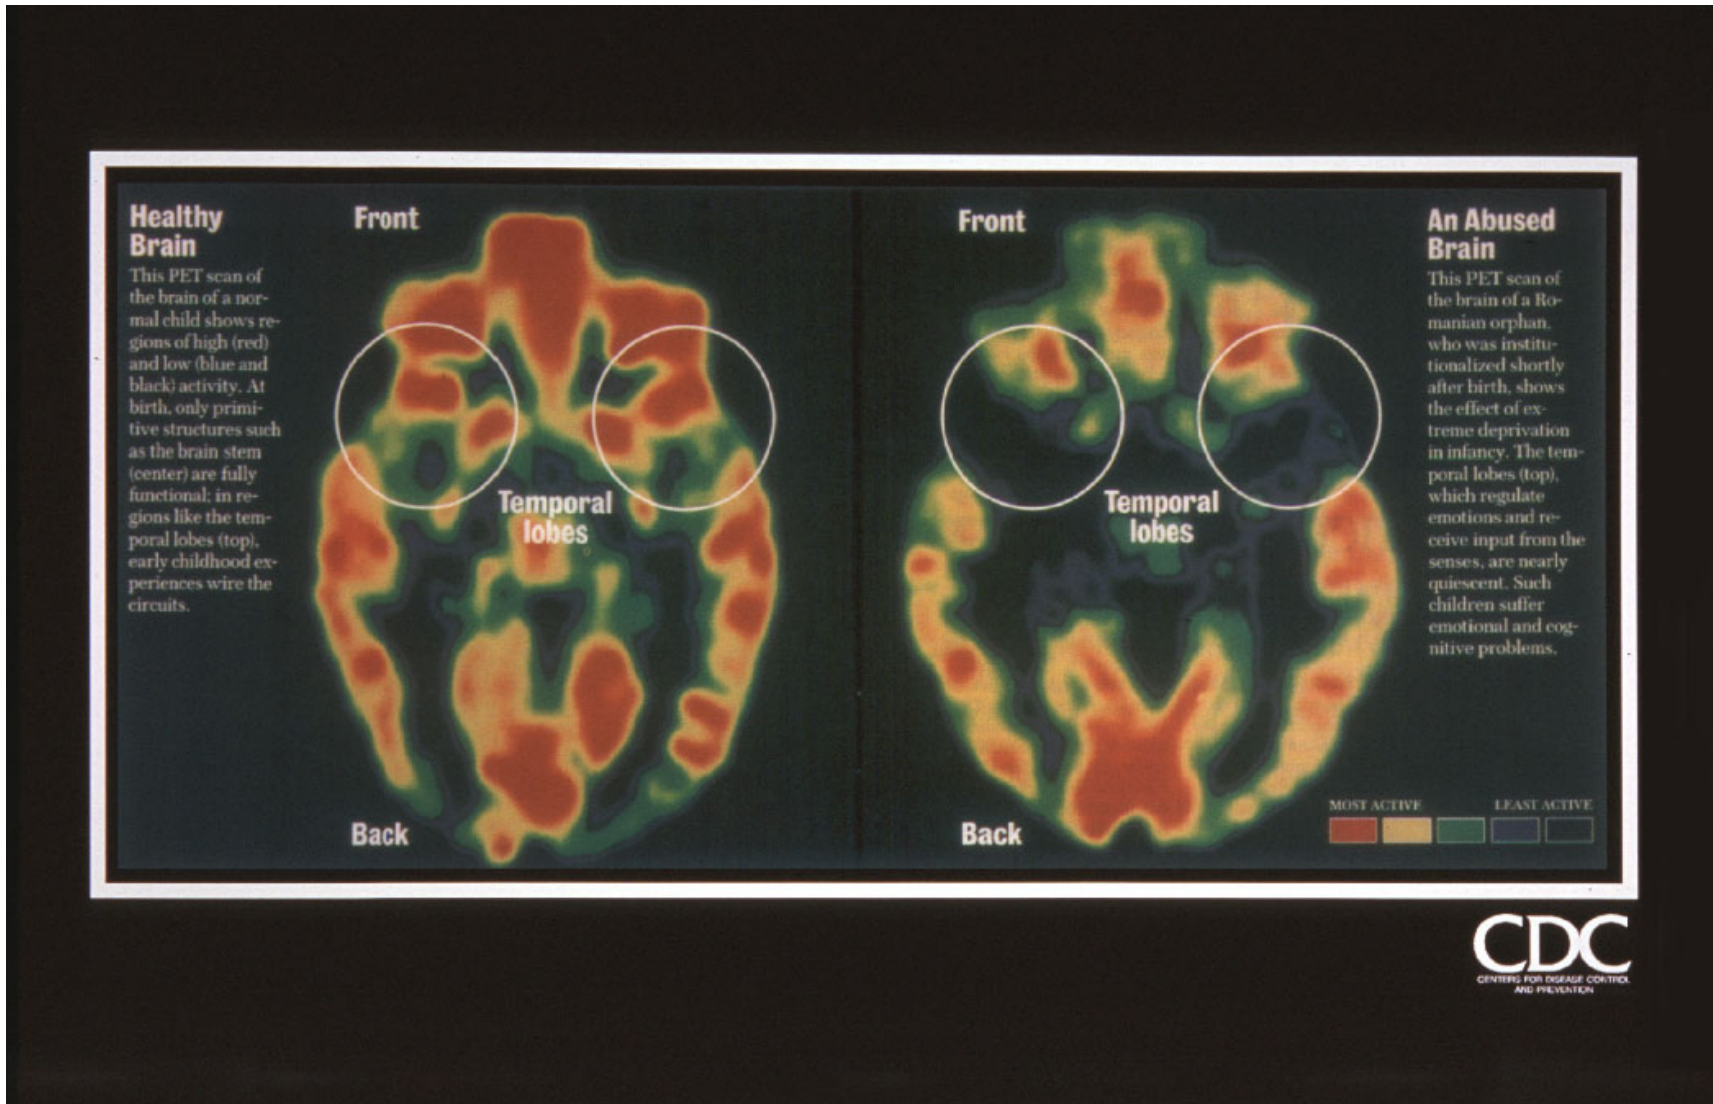 Healthy
Brain
This PET scan of
the brain of a nor-
mal child shows re-
gions of high (red)
and low (blue and
black) activity. At
birth, only primi-
tive structures such
as the brain stem
(center) are fully
functional; in re-
gions like the tem-
poral lobes (top),
early childhood ex-
periences wire the
circuits.
Front
Temporal
lobes
Back
Front
Temporal
lobes
Back
An Abused
Brain
This PET scan of
the brain of a Ro-
manian orphan,
who was institu-
tionalized shortly
after birth, shows
the effect of ex-
treme deprivation
in infancy. The tem-
poral lobes (top),
which regulate
emotions and re-
ceive input from the
senses, are nearly
quiescent. Such
children suffer
emotional and cog-
nitive problems.
MOST ACTIVE LEAST ACTIVE
CDC
CENTERS FOR DISEASE CONTROL
AND PREVENTION